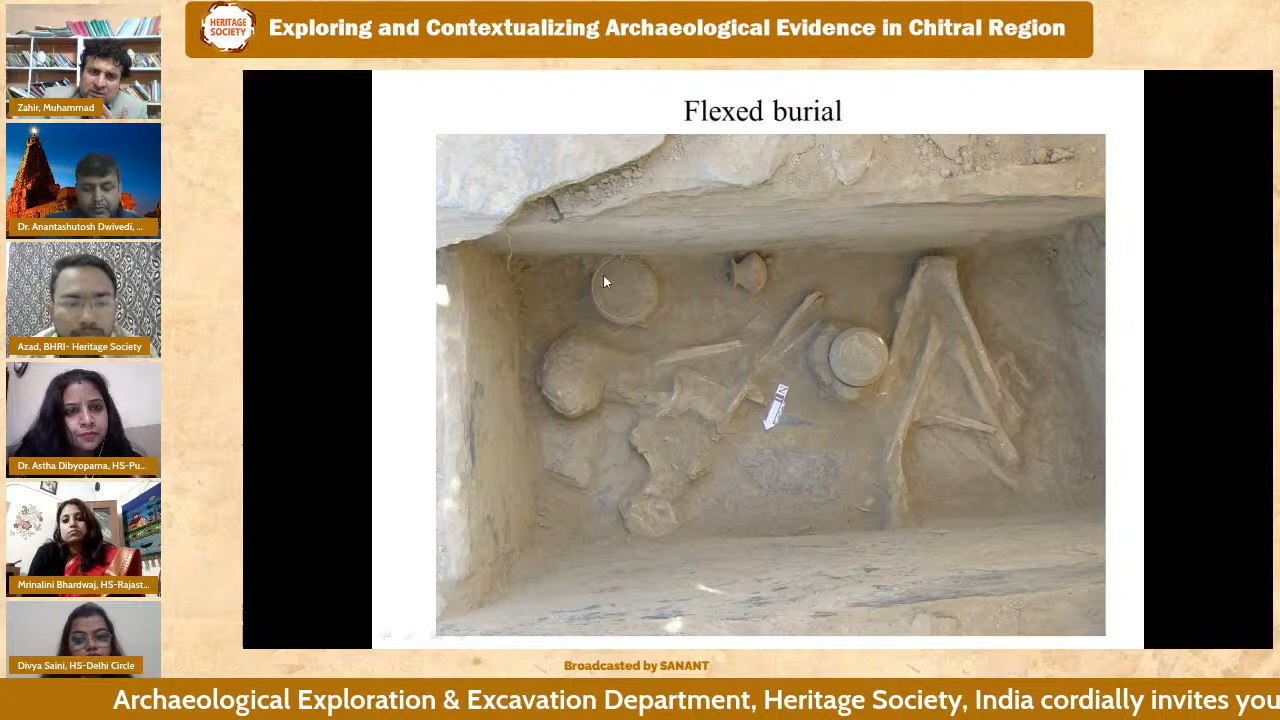 HERITAGE
SOCIETY
Exploring and Contextualizing Archaeological Evidence in Chitral Region
Zahir, Muhammad
Dr. Anantashutosh Dwivedi, ...
Azad, BHRI- Heritage Society
Dr. Astha Dibyopama, HS-Pu...
Mrinalini Bhardwaj, HS-Rajast...
Divya Saini, HS-Delhi Circle
Flexed burial
N
Broadcasted by SANANT
Archaeological Exploration & Excavation Department, Heritage Society, India cordially invites you